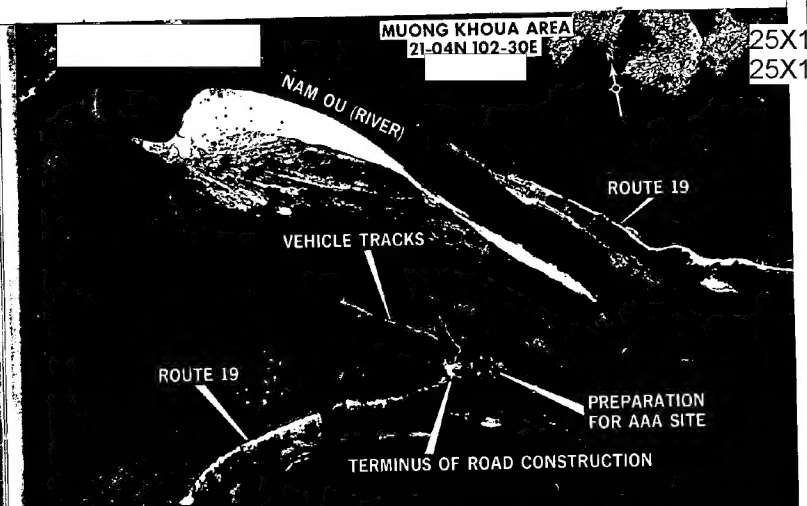 MUONG KHOUA AREA
21-04N 102-30E
25X1
25X1
NAM OU (RIVER)
ROUTE 19
VEHICLE TRACKS
ROUTE 19
PREPARATION
FOR AAA SITE
TERMINUS OF ROAD CONSTRUCTION